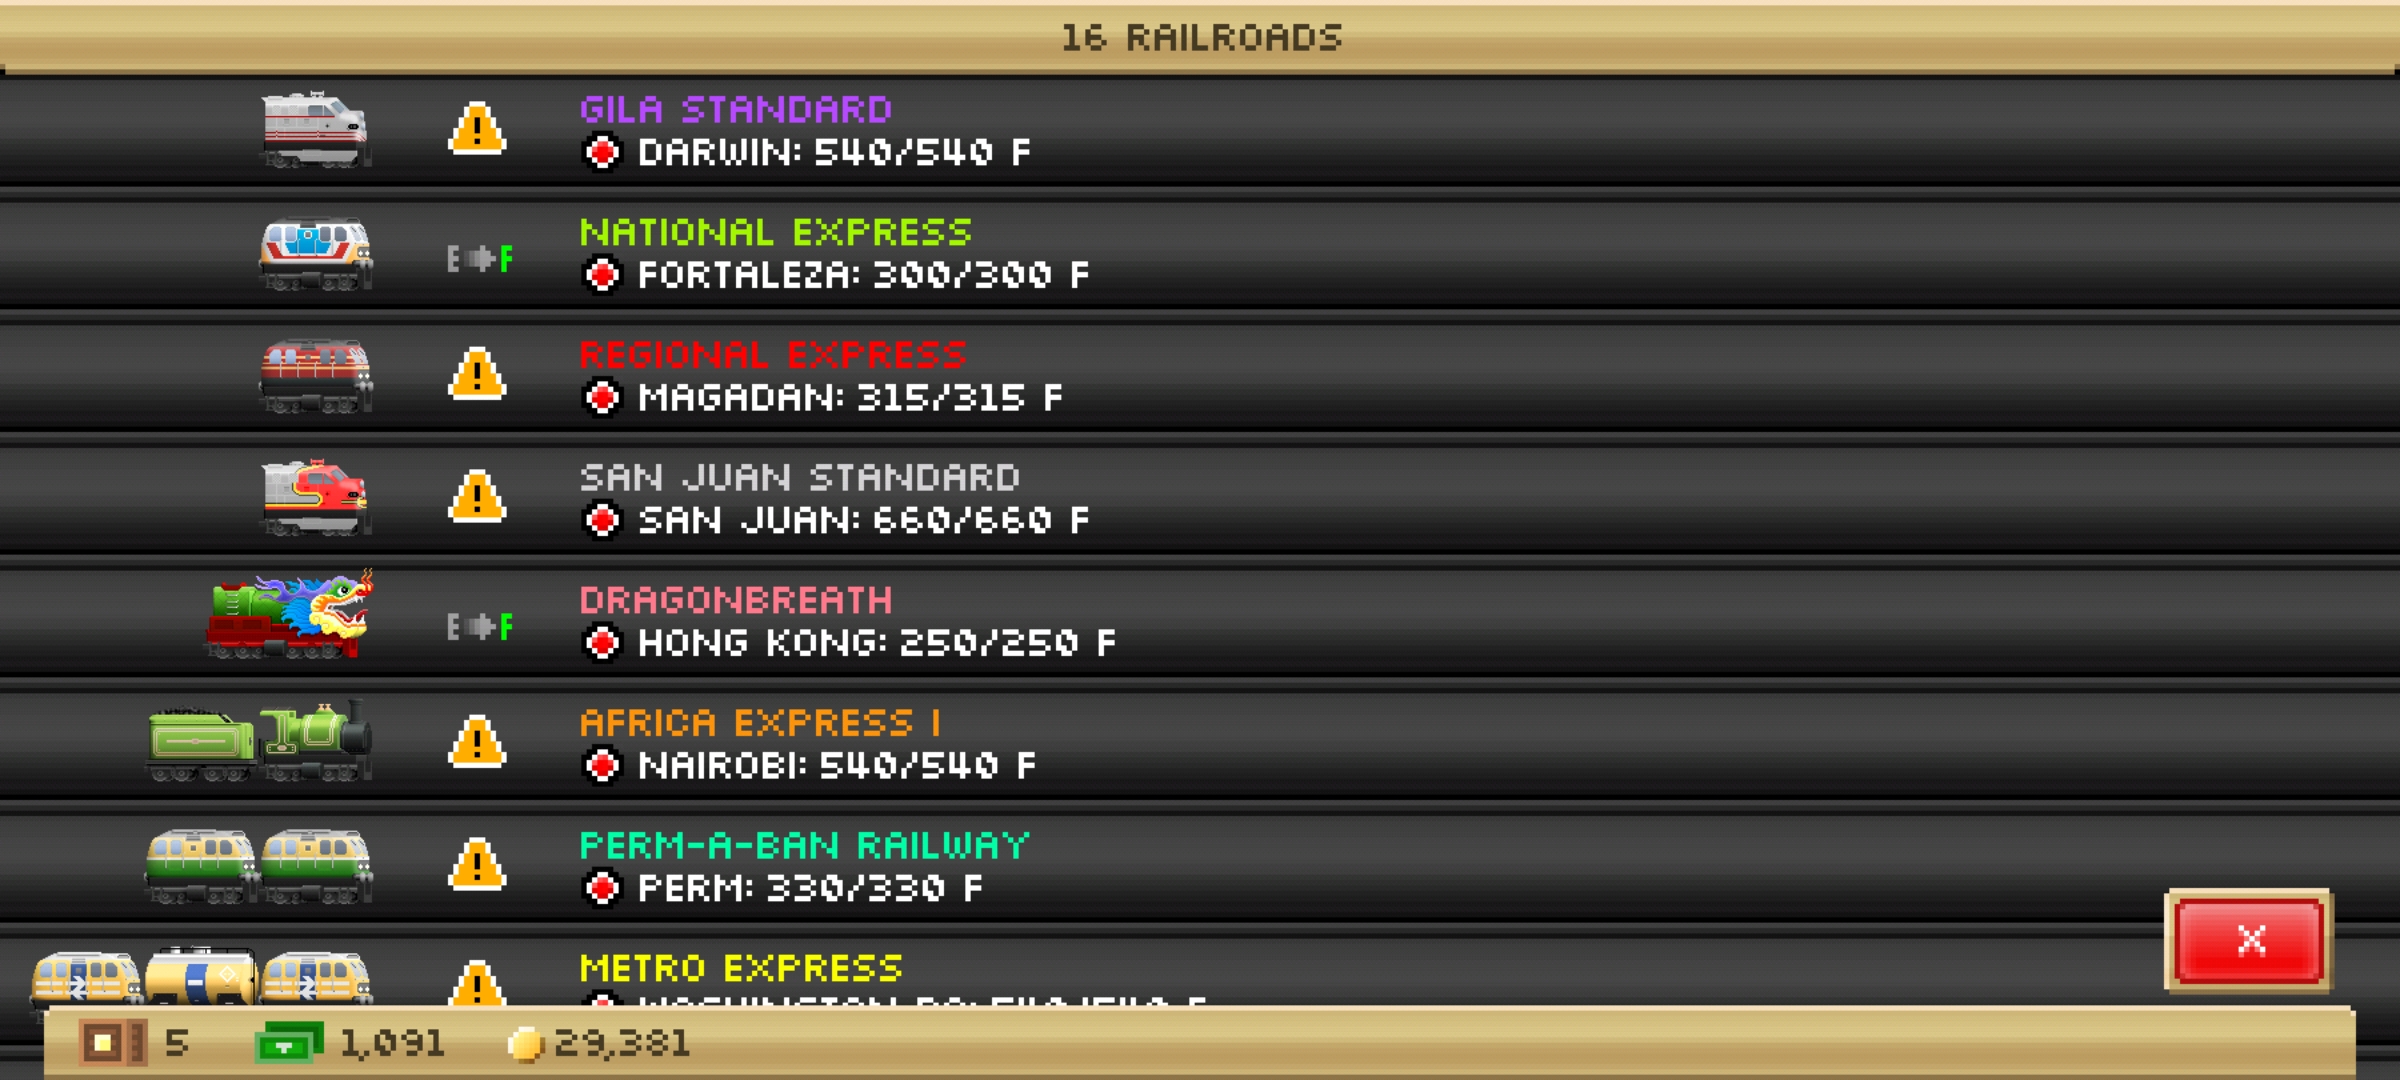 16 RAILROADS
GILA STANDARD
DARWIN: 540/540 F
E F
NATIONAL EXPRESS
FORTALEZA: 300/300 F
REGIONAL EXPRESS
MAGADAN: 315/315 F
SAN JUAN STANDARD
SAN JUAN: 660/660 F
E F
DRAGONBREATH
HONG KONG: 250/250 F
AFRICA EXPRESS I
NAIROBI: 540/540 F
PERM-A-BAN RAILWAY
PERM: 330/330 F
METRO EXPRESS
X
5 1,091 29,381